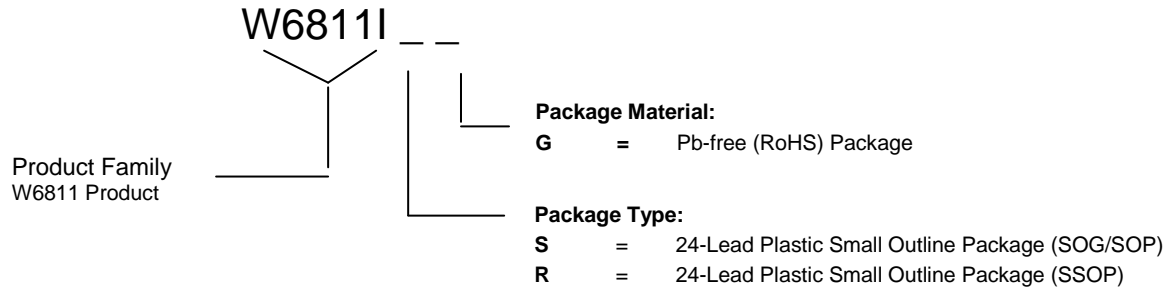 W6811I _ _
Package Material:
G = Pb-free (RoHS) Package
Product Family
W6811 Product
Package Type:
S = 24-Lead Plastic Small Outline Package (SOG/SOP)
R = 24-Lead Plastic Small Outline Package (SSOP)